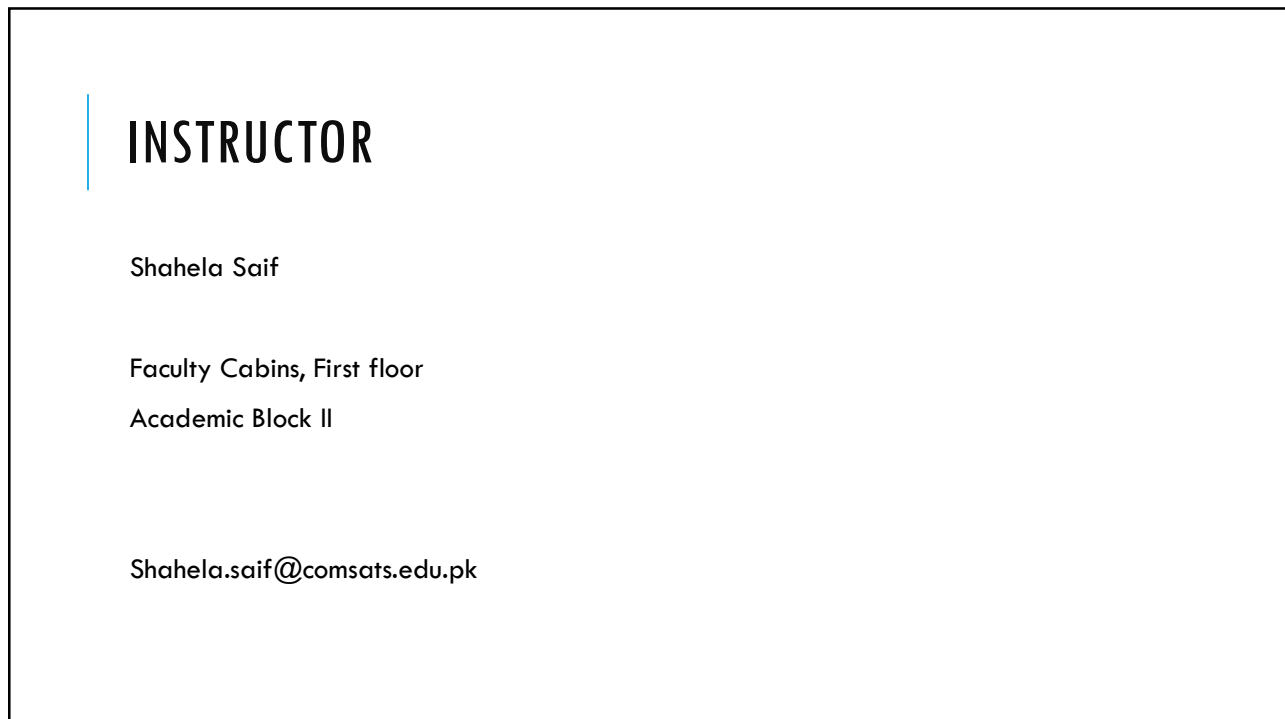 INSTRUCTOR
Shahela Saif
Faculty Cabins, First floor
Academic Block II
Shahela.saif@comsats.edu.pk